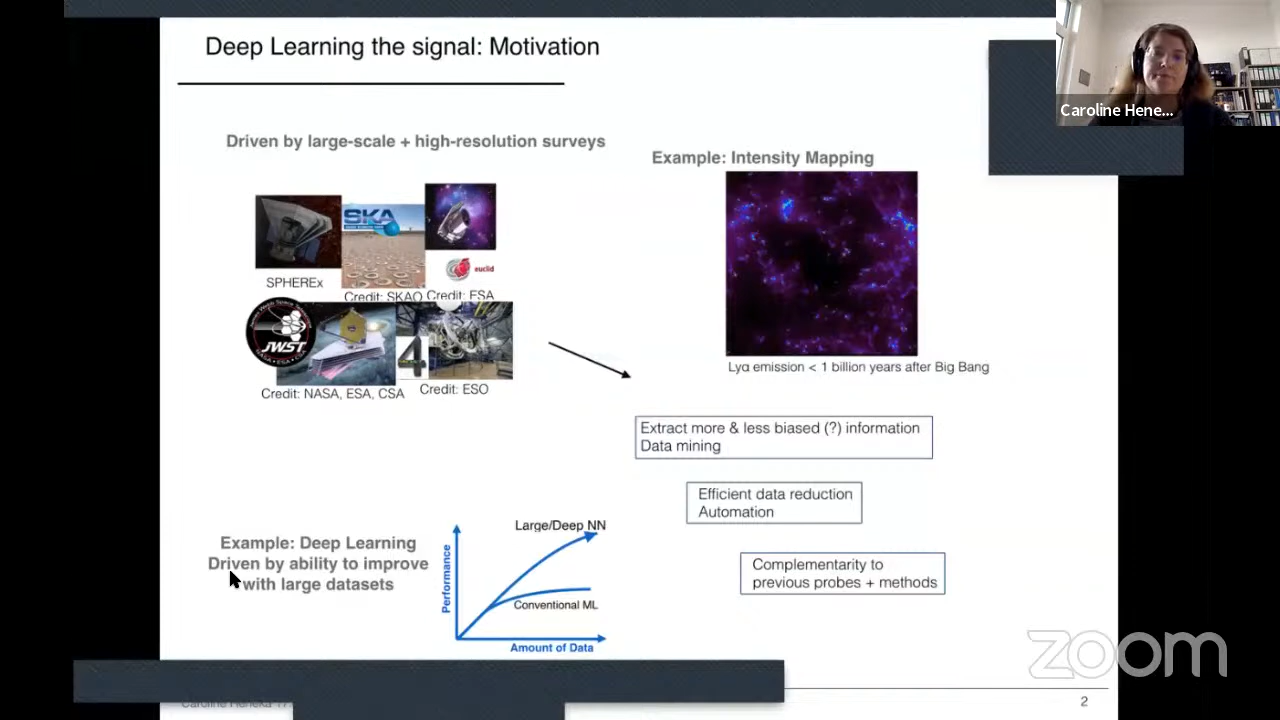 Deep Learning the signal: Motivation
Caroline Hene...
Driven by large-scale + high-resolution surveys
Example: Intensity Mapping
SKA
euclid
SPHEREx
Credit: SKAO
Credit: ESA
JWST
4
Credit: NASA, ESA, CSA
Credit: ESO
Lyα emission < 1 billion years after Big Bang
Extract more & less biased (?) information
Data mining
Efficient data reduction
Automation
Complementarity to
previous probes + methods
Example: Deep Learning
Driven by ability to improve
with large datasets
Performance
Large/Deep NN
Conventional ML
Amount of Data
zoom
Caroline Heneka
2